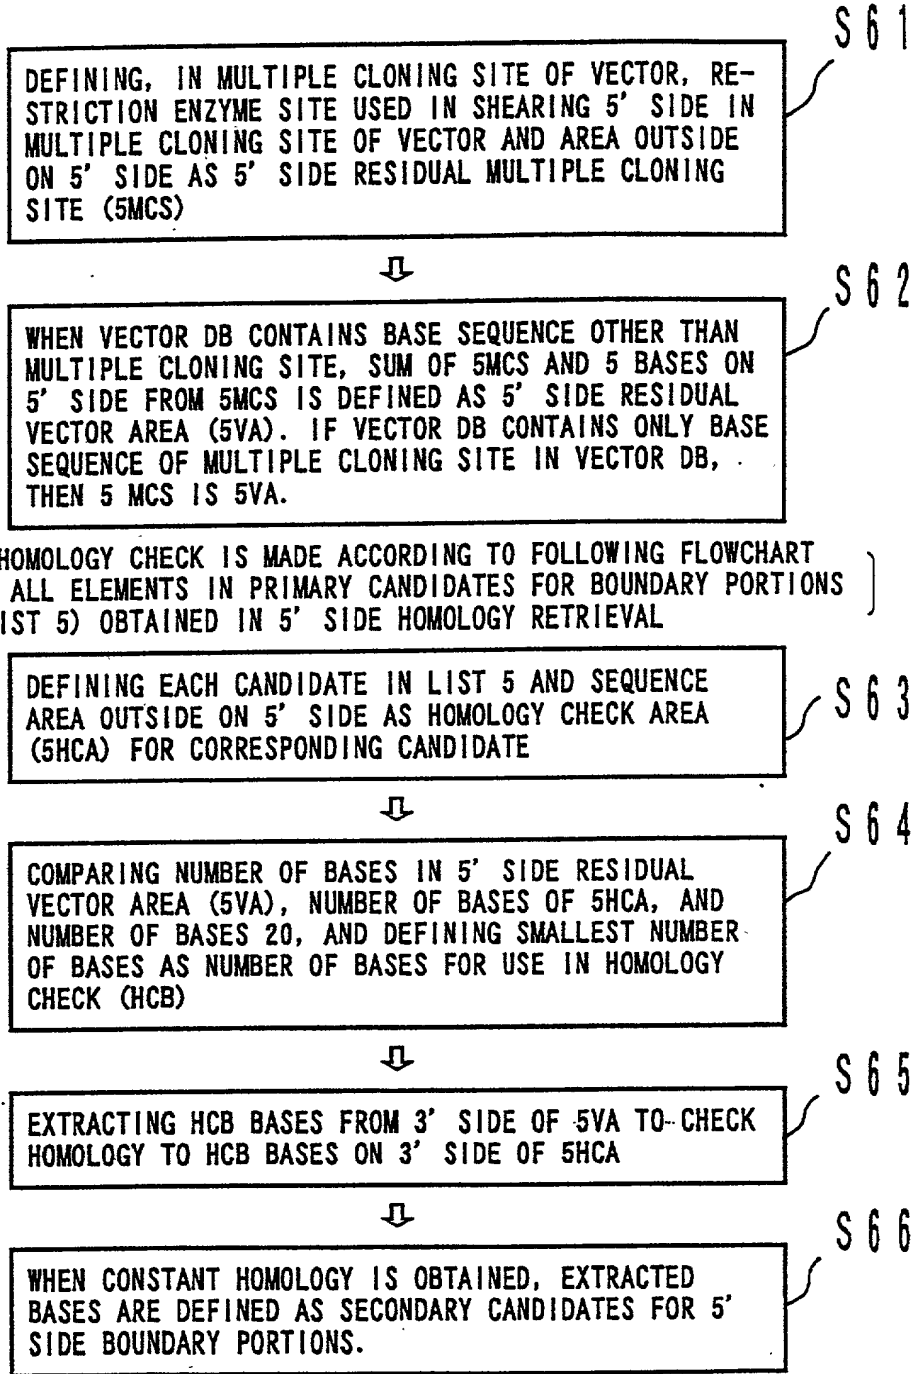 S61
DEFINING, IN MULTIPLE CLONING SITE OF VECTOR, RE-
STRICTION ENZYME SITE USED IN SHEARING 5' SIDE IN
MULTIPLE CLONING SITE OF VECTOR AND AREA OUTSIDE
ON 5' SIDE AS 5' SIDE RESIDUAL MULTIPLE CLONING
SITE (5MCS)
S62
WHEN VECTOR DB CONTAINS BASE SEQUENCE OTHER THAN
MULTIPLE CLONING SITE, SUM OF 5MCS AND 5 BASES ON
5' SIDE FROM 5MCS IS DEFINED AS 5' SIDE RESIDUAL
VECTOR AREA (5VA). IF VECTOR DB CONTAINS ONLY BASE
SEQUENCE OF MULTIPLE CLONING SITE IN VECTOR DB,
THEN 5 MCS IS 5VA.
HOMOLOGY CHECK IS MADE ACCORDING TO FOLLOWING FLOWCHART
ALL ELEMENTS IN PRIMARY CANDIDATES FOR BOUNDARY PORTIONS
IST 5) OBTAINED IN 5' SIDE HOMOLOGY RETRIEVAL
S63
DEFINING EACH CANDIDATE IN LIST 5 AND SEQUENCE
AREA OUTSIDE ON 5' SIDE AS HOMOLOGY CHECK AREA
(5HCA) FOR CORRESPONDING CANDIDATE
S64
COMPARING NUMBER OF BASES IN 5' SIDE RESIDUAL
VECTOR AREA (5VA), NUMBER OF BASES OF 5HCA, AND
NUMBER OF BASES 20, AND DEFINING SMALLEST NUMBER
OF BASES AS NUMBER OF BASES FOR USE IN HOMOLOGY
CHECK (HCB)
S65
EXTRACTING HCB BASES FROM 3' SIDE OF 5VA TO CHECK
HOMOLOGY TO HCB BASES ON 3' SIDE OF 5HCA
S66
WHEN CONSTANT HOMOLOGY IS OBTAINED, EXTRACTED
BASES ARE DEFINED AS SECONDARY CANDIDATES FOR 5'
SIDE BOUNDARY PORTIONS.